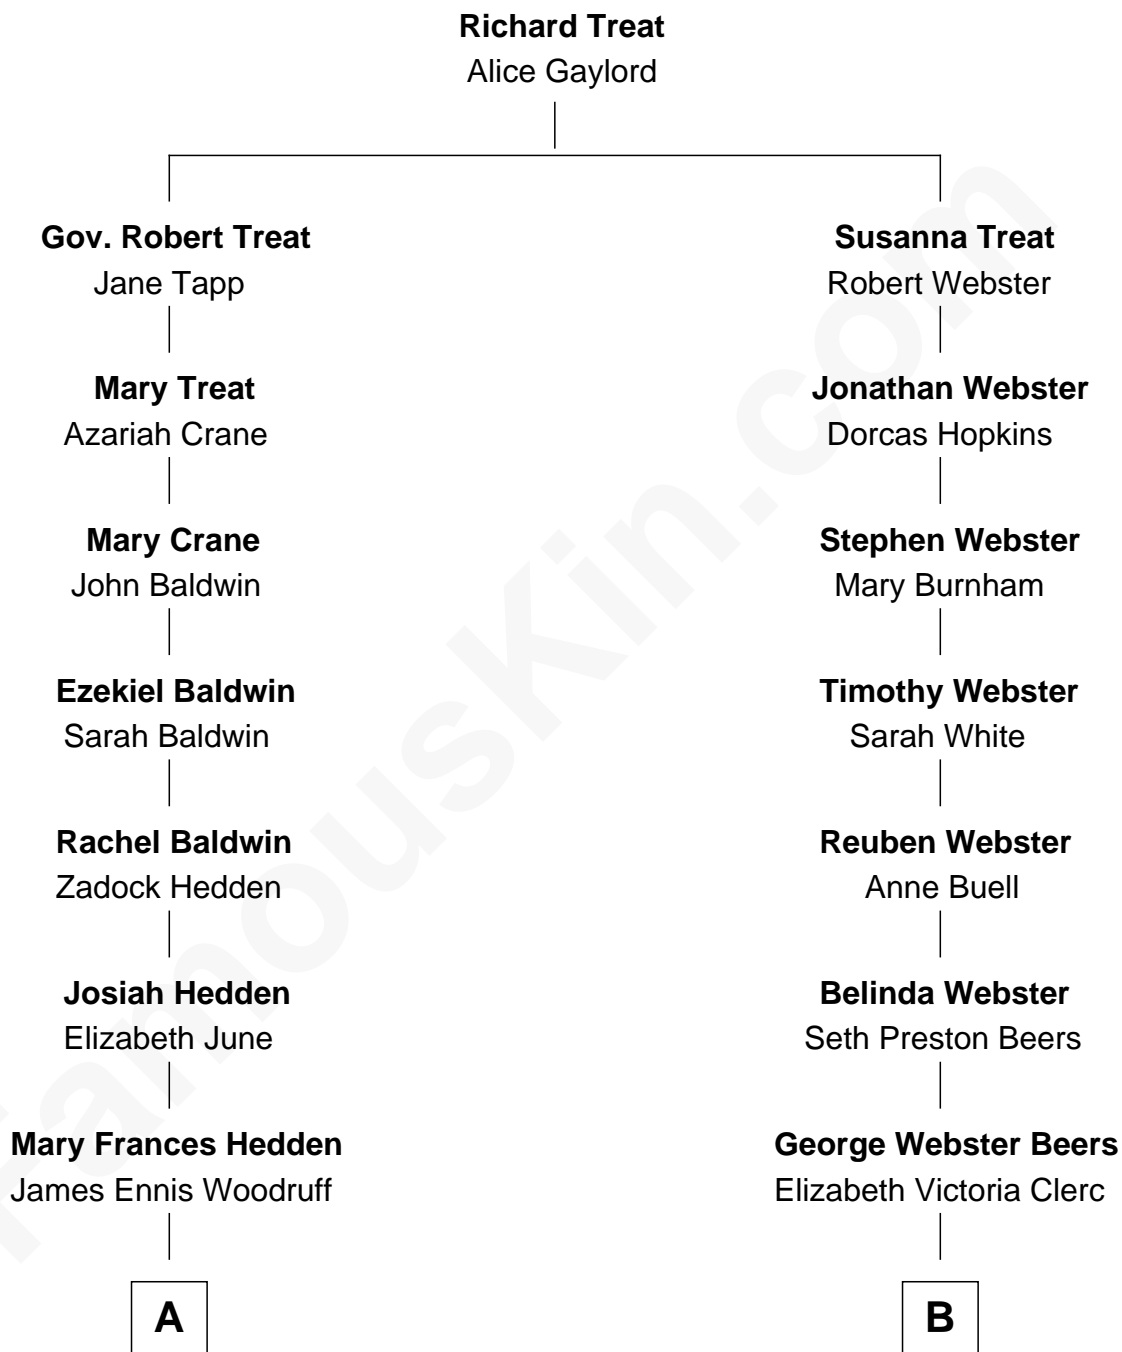 Richard Treat
Alice Gaylord
Gov. Robert Treat
Jane Tapp
Susanna Treat
Robert Webster
Mary Treat
Azariah Crane
Jonathan Webster
Dorcas Hopkins
Mary Crane
John Baldwin
Stephen Webster
Mary Burnham
Ezekiel Baldwin
Sarah Baldwin
Timothy Webster
Sarah White
Rachel Baldwin
Zadock Hedden
Reuben Webster
Anne Buell
Josiah Hedden
Elizabeth June
Belinda Webster
Seth Preston Beers
Mary Frances Hedden
James Ennis Woodruff
George Webster Beers
Elizabeth Victoria Clerc
A
B
FamousKin.com